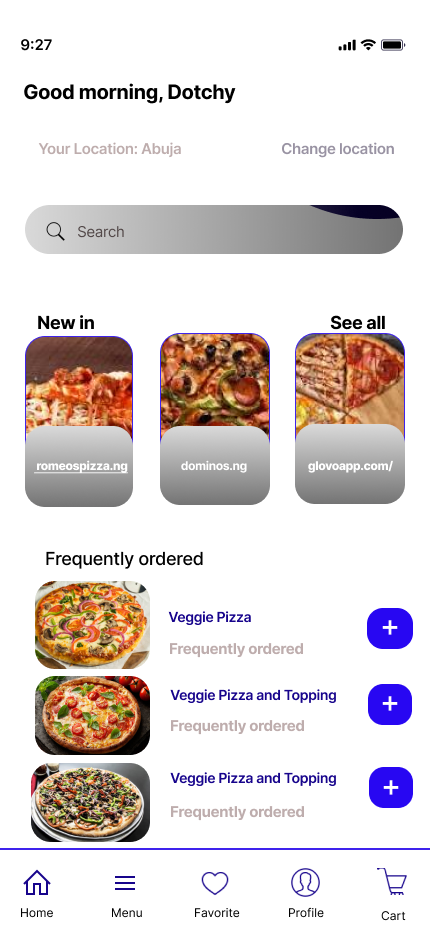 9:27
Good morning, Dotchy
Your Location: Abuja
Change location
Search
New in
See all
romeospizza.ng
dominos.ng
glovoapp.com/
Frequently ordered
Veggie Pizza
Frequently ordered
+
Veggie Pizza and Topping
Frequently ordered
+
Veggie Pizza and Topping
Frequently ordered
+
Home
Menu
Favorite
Profile
Cart